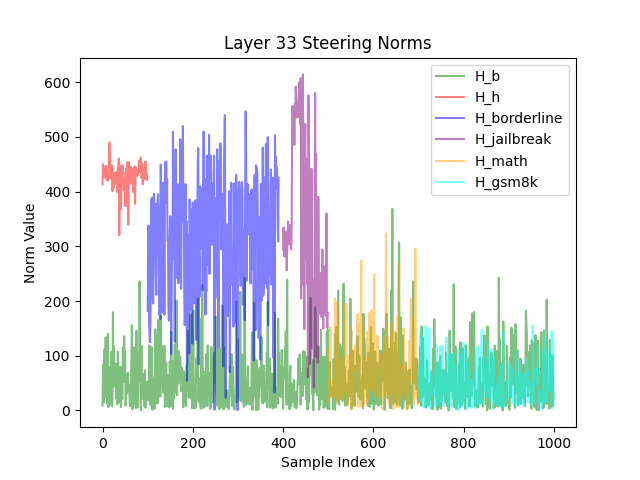 Layer 33 Steering Norms
Norm Value
600
500
400
300
200
100
0
H_b
H_h
H_borderline
H_jailbreak
H_math
H_gsm8k
0
200
400
600
800
1000
Sample Index